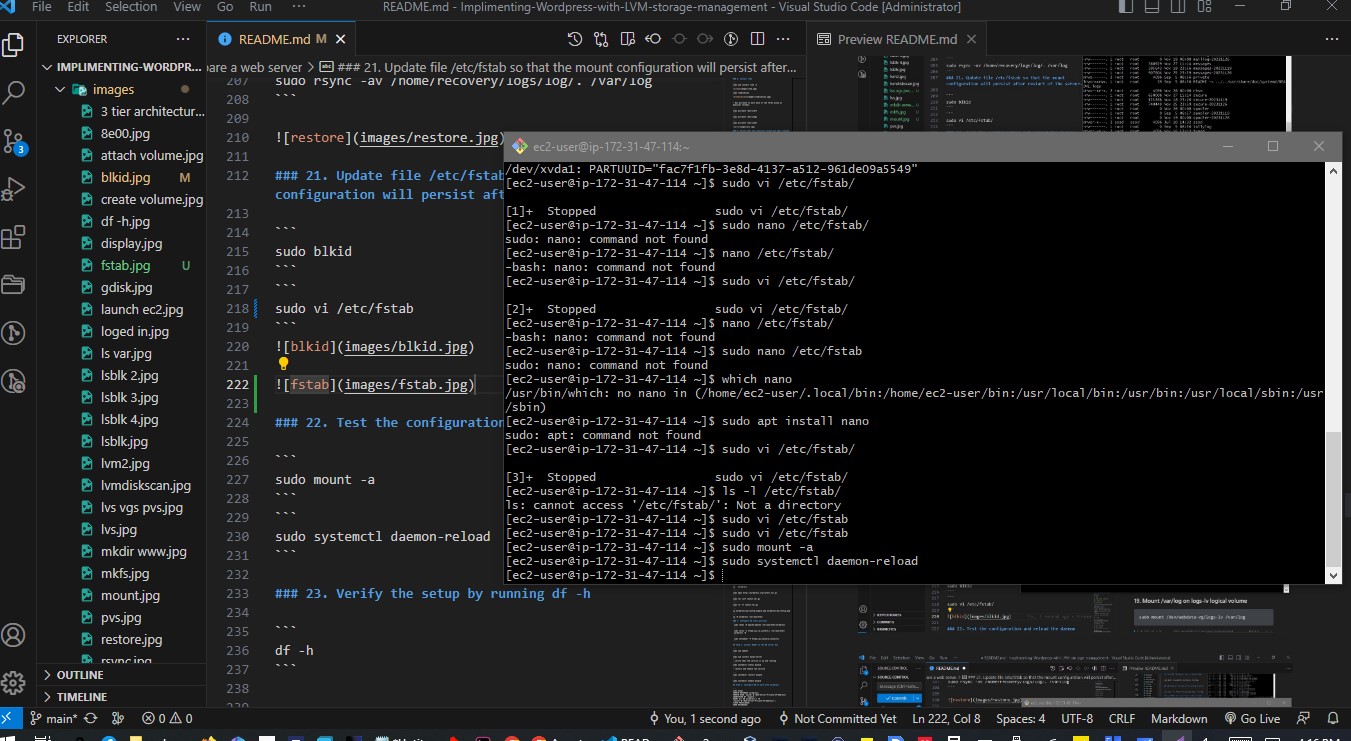 File Edit Selection View Go Run ··· README.md - Implimenting-Wordpress-with-LVM-storage-management - Visual Studio Code [Administrator]
EXPLORER
README.md M
Preview README.md
IMPLIMENTING-WORDPR...
pare a web server > ### 21. Update file /etc/fstab so that the mount configuration will persist after...
images
3 tier architectur...
8e00.jpg
attach volume.jpg
blkid.jpg M
create volume.jpg
df -h.jpg
display.jpg
fstab.jpg U
gdisk.jpg
launch ec2.jpg
loged in.jpg
ls var.jpg
lsblk 2.jpg
lsblk 3.jpg
lsblk 4.jpg
lsblk.jpg
lvm2.jpg
lvmdiskscan.jpg
lvs vgs pvs.jpg
lvs.jpg
mkdir www.jpg
mkfs.jpg
mount.jpg
pvs.jpg
restore.jpg
rsync.jpg
OUTLINE
TIMELINE
207 sudo rsync -av /home/recovery/logs/log/. /var/log
208 ```
209
210 ![restore](images/restore.jpg)
211
212 ### 21. Update file /etc/fstab
configuration will persist aft
213
214 ```
215 sudo blkid
216 ```
217 ```
218 sudo vi /etc/fstab
219 ```
220 ![blkid](images/blkid.jpg)
221
222 ![fstab](images/fstab.jpg)
223
224 ### 22. Test the configuration
225
226 ```
227 sudo mount -a
228 ```
229 ```
230 sudo systemctl daemon-reload
231 ```
232
233 ### 23. Verify the setup by running df -h
234
235 ```
236 df -h
237 ```
238
ec2-user@ip-172-31-47-114:~
/dev/xvda1: PARTUUID="fac7f1fb-3e8d-4137-a512-961de09a5549"
[ec2-user@ip-172-31-47-114 ~]$ sudo vi /etc/fstab/
[1]+  Stopped                 sudo vi /etc/fstab/
[ec2-user@ip-172-31-47-114 ~]$ sudo nano /etc/fstab/
sudo: nano: command not found
[ec2-user@ip-172-31-47-114 ~]$ nano /etc/fstab/
-bash: nano: command not found
[ec2-user@ip-172-31-47-114 ~]$ sudo vi /etc/fstab/
[2]+  Stopped                 sudo vi /etc/fstab/
[ec2-user@ip-172-31-47-114 ~]$ nano /etc/fstab/
-bash: nano: command not found
[ec2-user@ip-172-31-47-114 ~]$ sudo nano /etc/fstab
sudo: nano: command not found
[ec2-user@ip-172-31-47-114 ~]$ which nano
/usr/bin/which: no nano in (/home/ec2-user/.local/bin:/home/ec2-user/bin:/usr/local/bin:/usr/bin:/usr/local/sbin:/usr
/sbin)
[ec2-user@ip-172-31-47-114 ~]$ sudo apt install nano
sudo: apt: command not found
[ec2-user@ip-172-31-47-114 ~]$ sudo vi /etc/fstab/
[3]+  Stopped                 sudo vi /etc/fstab/
[ec2-user@ip-172-31-47-114 ~]$ ls -l /etc/fstab/
ls: cannot access '/etc/fstab/': Not a directory
[ec2-user@ip-172-31-47-114 ~]$ sudo vi /etc/fstab
[ec2-user@ip-172-31-47-114 ~]$ sudo vi /etc/fstab
[ec2-user@ip-172-31-47-114 ~]$ sudo mount -a
[ec2-user@ip-172-31-47-114 ~]$ sudo systemctl daemon-reload
[ec2-user@ip-172-31-47-114 ~]$
19. Mount /var/log on logs-lv logical volume
3
main* 0 0 You, 1 second ago Not Committed Yet Ln 222, Col 8 Spaces: 4 UTF-8 CRLF Markdown Go Live